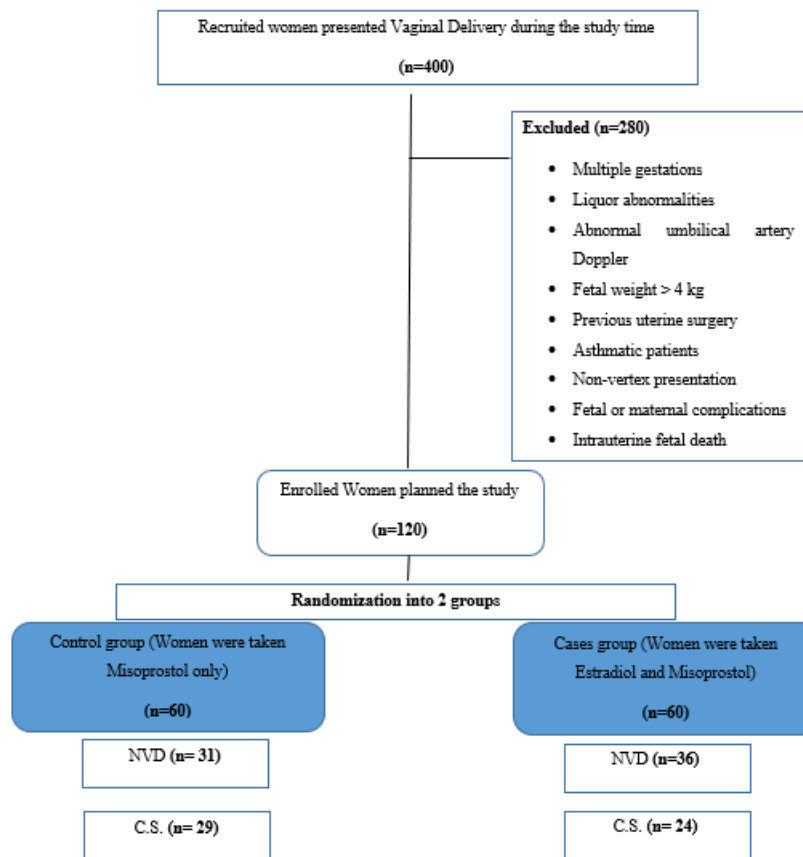 Recruited women presented Vaginal Delivery during the study time
(n=400)
Excluded (n=280)
• Multiple gestations
• Liquor abnormalities
• Abnormal umbilical artery
Doppler
• Fetal weight > 4 kg
• Previous uterine surgery
• Asthmatic patients
• Non-vertex presentation
• Fetal or maternal complications
• Intrauterine fetal death
Enrolled Women planned the study
(n=120)
Randomization into 2 groups
Control group (Women were taken
Misoprostol only)
(n=60)
Cases group (Women were taken
Estradiol and Misoprostol)
(n=60)
NVD (n= 31)
NVD (n=36)
C.S. (n= 29)
C.S. (n= 24)